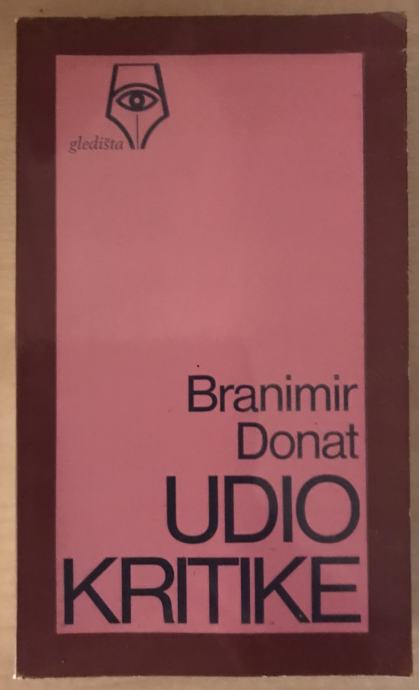 gledišta
Branimir
Donat
UDIO
KRITIKE